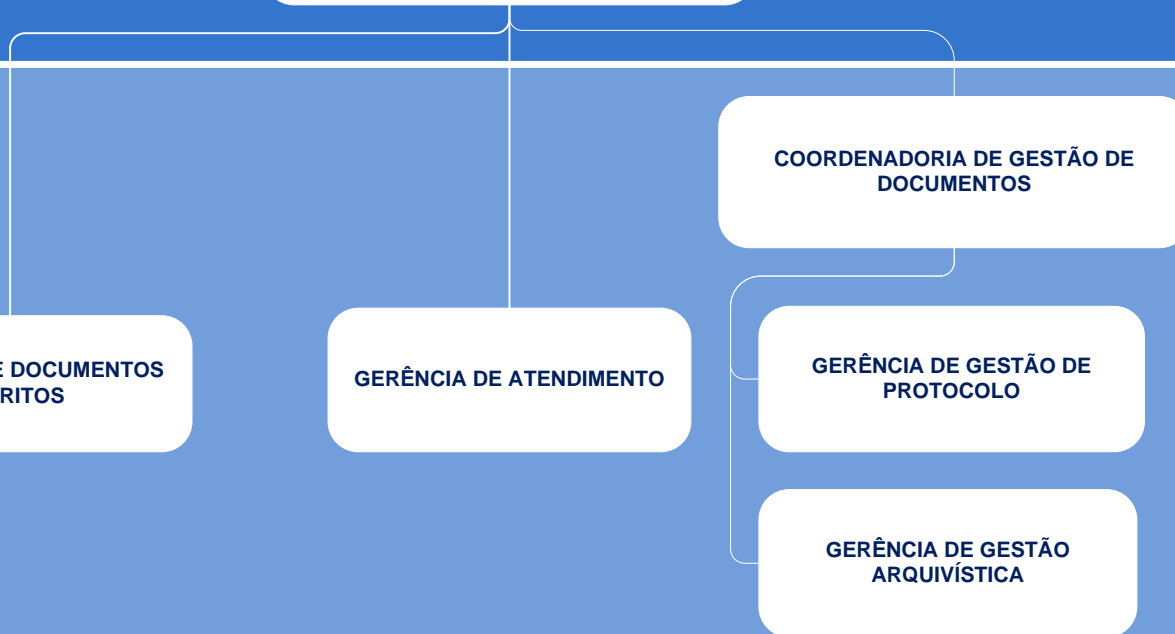 COORDENADORIA DE GESTÃO DE
DOCUMENTOS
E DOCUMENTOS
RITOS
GERÊNCIA DE ATENDIMENTO
GERÊNCIA DE GESTÃO DE
PROTOCOLO
GERÊNCIA DE GESTÃO
ARQUIVÍSTICA